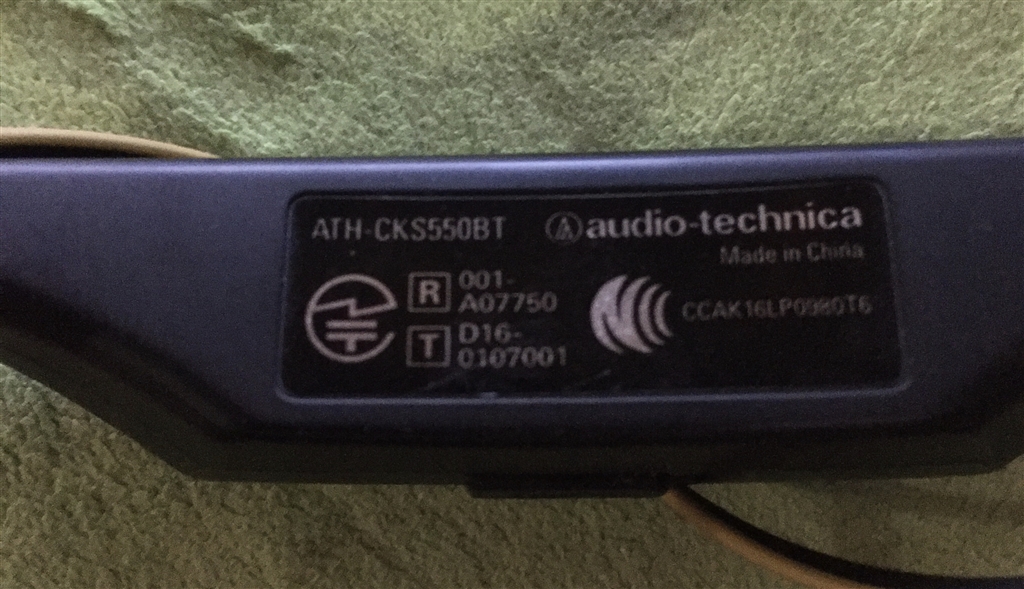 ATH-CKS550BT
audio-technica
Made in China
R 001-
A07750
T D16-
0107001
CCAK16LP0980T6